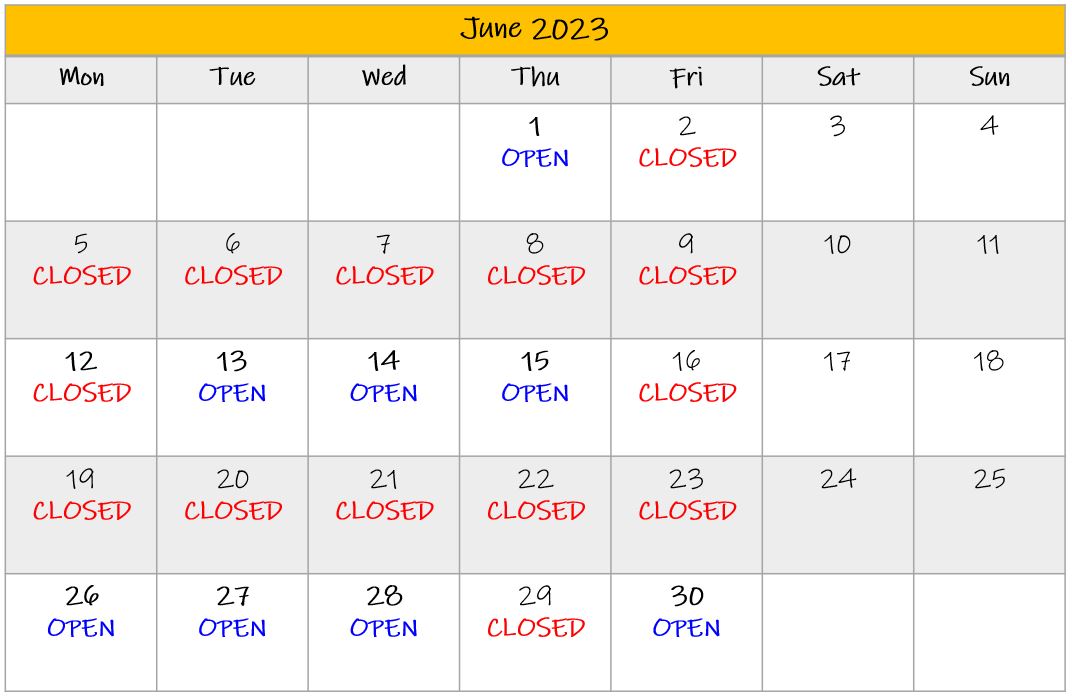 June 2023
Mon Tue Wed Thu Fri Sat Sun
1 2 3 4
OPEN CLOSED
5 6 7 8 9 10 11
CLOSED CLOSED CLOSED CLOSED CLOSED
12 13 14 15 16 17 18
CLOSED OPEN OPEN OPEN CLOSED
19 20 21 22 23 24 25
CLOSED CLOSED CLOSED CLOSED CLOSED
26 27 28 29 30
OPEN OPEN OPEN CLOSED OPEN